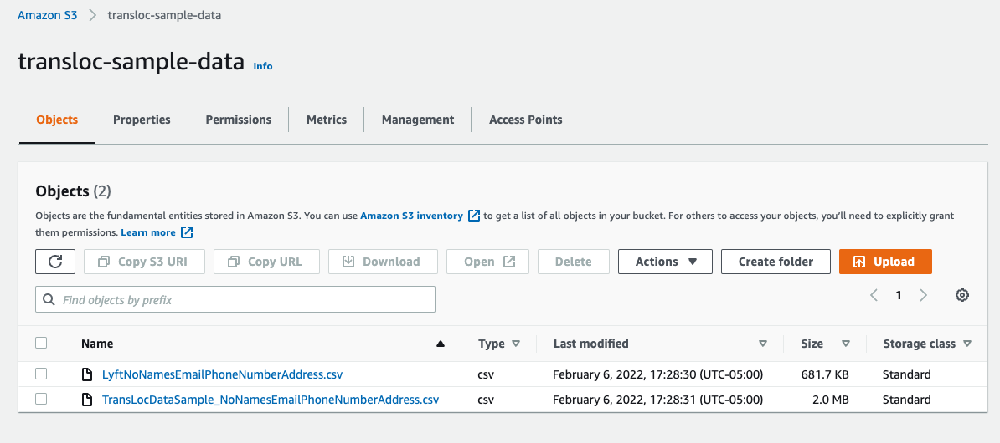 Amazon S3 > transloc-sample-data
transloc-sample-data Info
Objects Properties Permissions Metrics Management Access Points
Objects (2)
Objects are the fundamental entities stored in Amazon S3. You can use Amazon S3 inventory to get a list of all objects in your bucket. For others to access your objects, you'll need to explicitly grant
them permissions. Learn more
Copy S3 URI Copy URL Download Open Delete Actions Create folder Upload
Find objects by prefix 1
Name Type Last modified Size Storage class
LyftNoNamesEmailPhoneNumberAddress.csv csv February 6, 2022, 17:28:30 (UTC-05:00) 681.7 KB Standard
TransLocDataSample_NoNamesEmailPhoneNumberAddress.csv csv February 6, 2022, 17:28:31 (UTC-05:00) 2.0 MB Standard